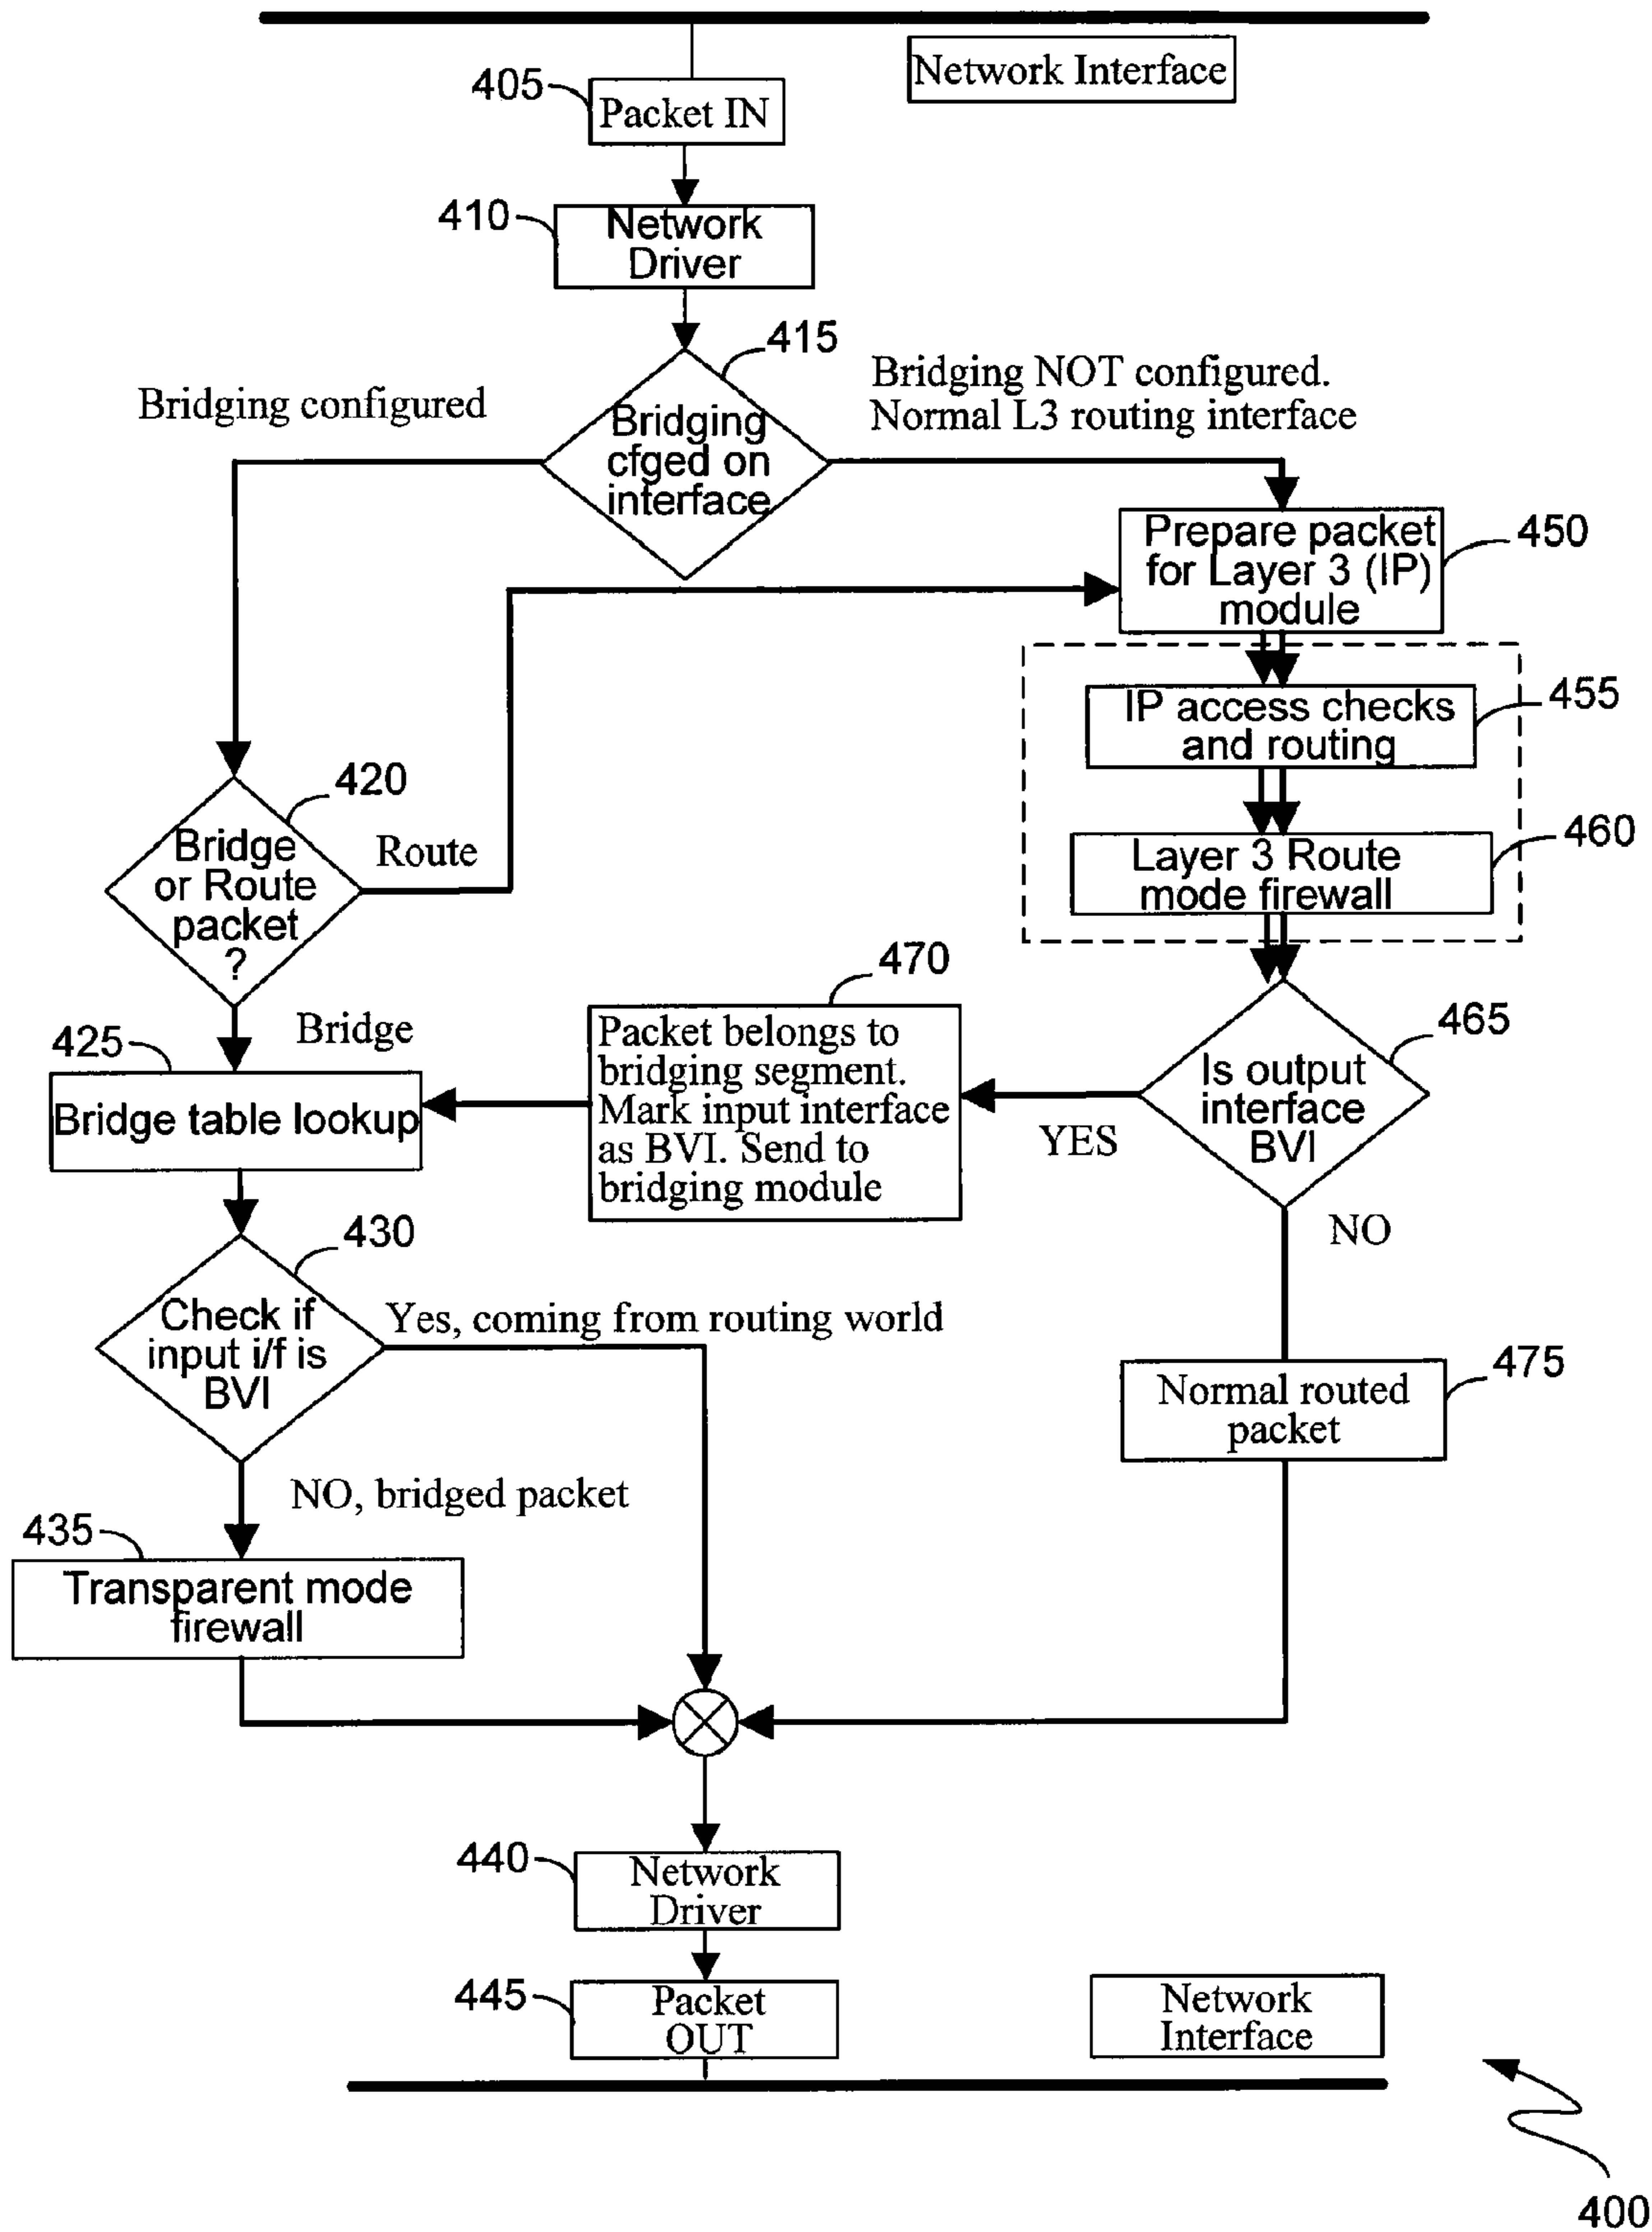 Network Interface
405
Packet IN
410
Network
Driver
415
Bridging configured
Bridging NOT configured.
Normal L3 routing interface
Bridging
cfged on
interface
Prepare packet
for Layer 3 (IP)
module
450
IP access checks
and routing
455
420
Bridge
or Route
packet
?
Route
Layer 3 Route
mode firewall
460
Bridge
470
Packet belongs to
bridging segment.
Mark input interface
as BVI. Send to
bridging module
465
Is output
interface
BVI
YES
NO
425
Bridge table lookup
430
Check if
input i/f is
BVI
Yes, coming from routing world
475
Normal routed
packet
NO, bridged packet
435
Transparent mode
firewall
440
Network
Driver
445
Packet
OUT
Network
Interface
400